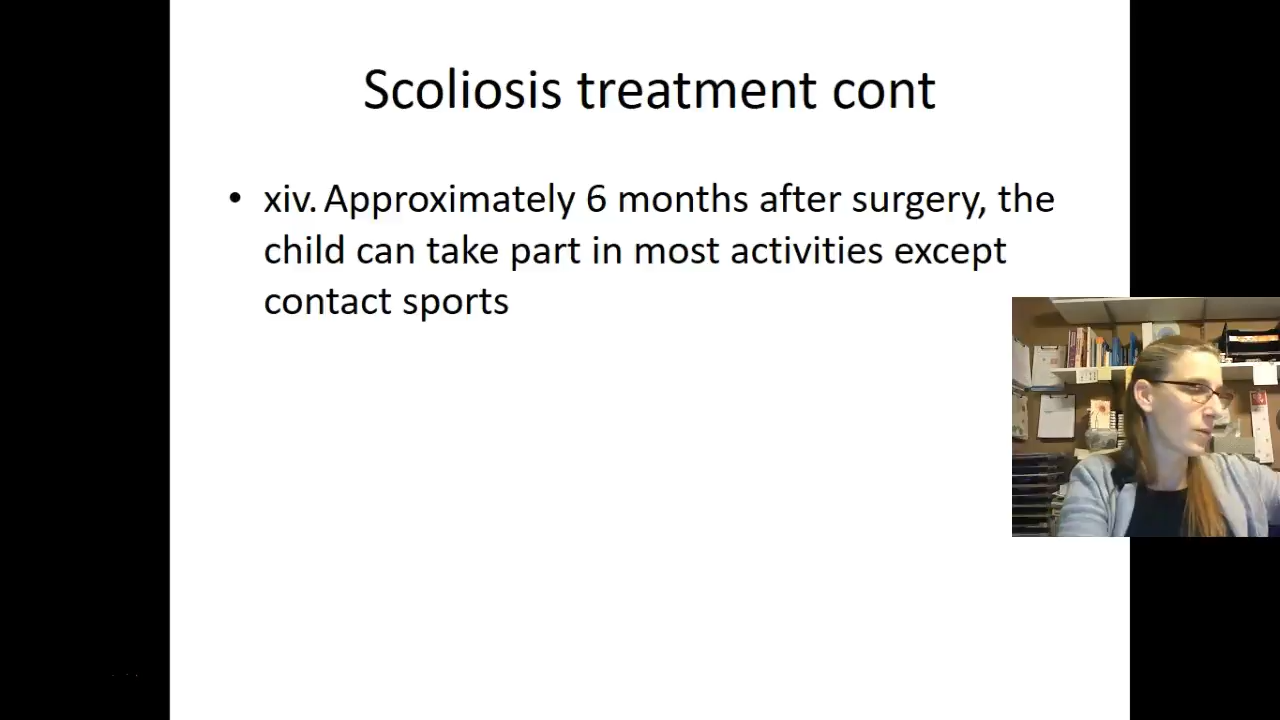 Scoliosis treatment cont
• xiv. Approximately 6 months after surgery, the
child can take part in most activities except
contact sports